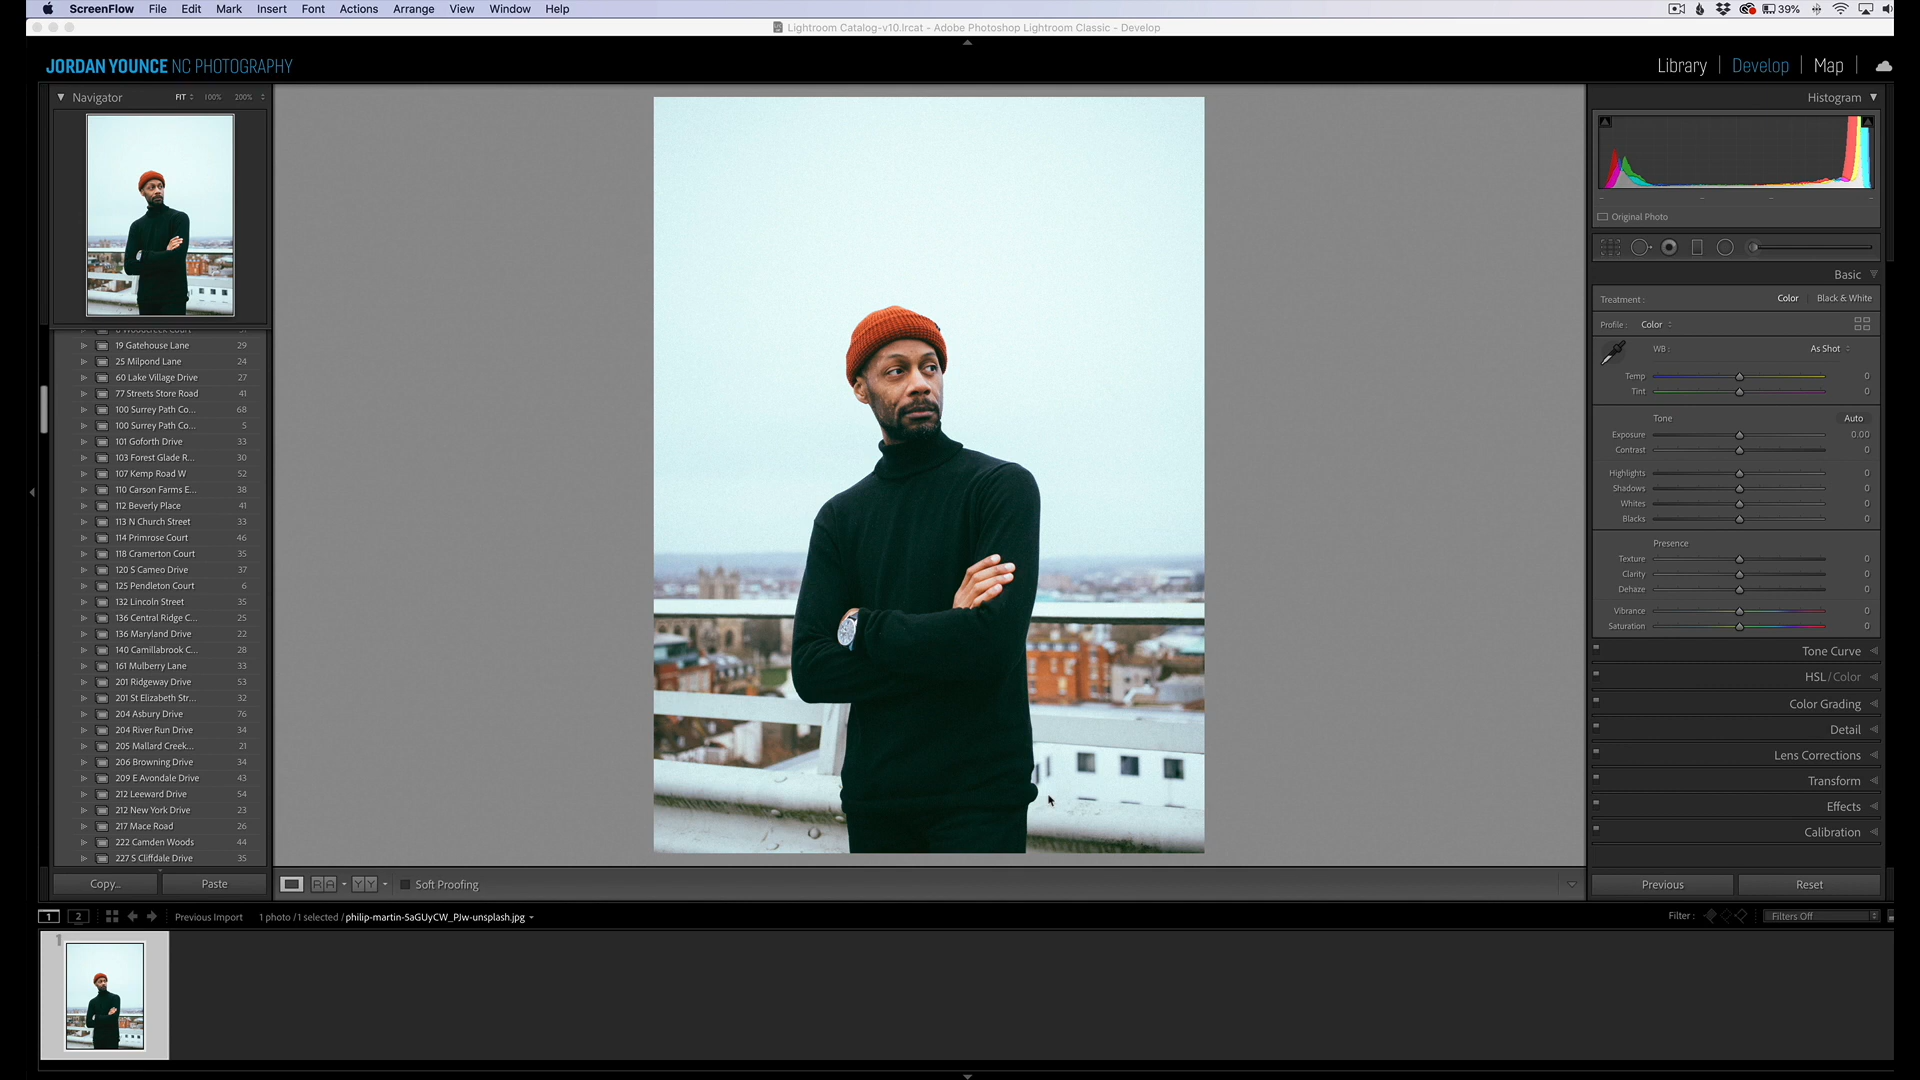 ScreenFlow File Edit Mark Insert Font Actions Arrange View Window Help 39%
Lightroom Catalog-v10.lrcat - Adobe Photoshop Lightroom Classic - Develop
JORDAN YOUNCE NC PHOTOGRAPHY
Library | Develop | Map |
Navigator FIT 100% 200%
Histogram
Original Photo
Basic
Treatment : Color Black & White
Profile : Color
WB : As Shot
Temp 0
Tint 0
Tone Auto
Exposure 0.00
Contrast 0
Highlights 0
Shadows 0
Whites 0
Blacks 0
Presence
Texture 0
Clarity 0
Dehaze 0
Vibrance 0
Saturation 0
Tone Curve
HSL / Color
Color Grading
Detail
Lens Corrections
Transform
Effects
Calibration
Previous Reset
19 Gatehouse Lane 29
25 Milpond Lane 24
60 Lake Village Drive 27
77 Streets Store Road 41
100 Surrey Path Co... 68
100 Surrey Path Co... 5
101 Goforth Drive 33
103 Forest Glade R... 30
107 Kemp Road W 52
110 Carson Farms E... 38
112 Beverly Place 41
113 N Church Street 33
114 Primrose Court 46
118 Cramerton Court 35
120 S Cameo Drive 37
125 Pendleton Court 6
132 Lincoln Street 35
136 Central Ridge C... 25
136 Maryland Drive 22
140 Camillabrook C... 28
161 Mulberry Lane 33
201 Ridgeway Drive 53
201 St Elizabeth Str... 32
204 Asbury Drive 76
204 River Run Drive 34
205 Mallard Creek... 21
206 Browning Drive 34
209 E Avondale Drive 43
212 Leeward Drive 54
212 New York Drive 23
217 Mace Road 26
222 Camden Woods 44
227 S Cliffdale Drive 35
Copy... Paste
RA YY Soft Proofing
1 2 Previous Import 1 photo / 1 selected / philip-martin-5aGUyCW_PJw-unsplash.jpg
Filter : Filters Off
1